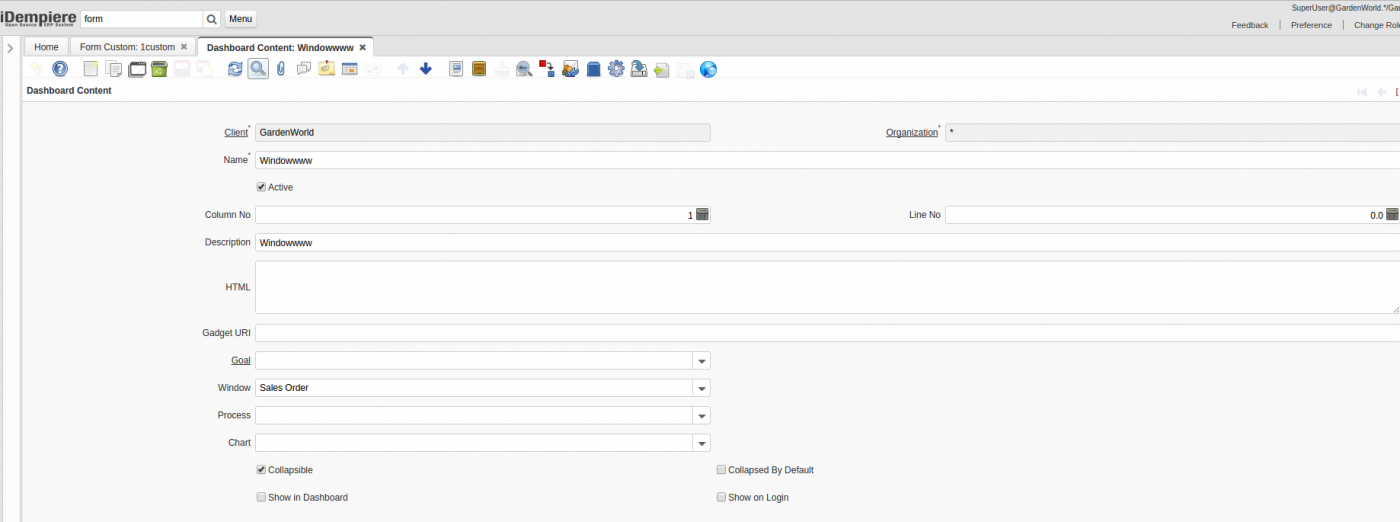 iDempiere
Open Source ERP System
form
Menu
SuperUser@GardenWorld.*/Gar
Feedback | Preference | Change Role
Home
Form Custom: 1custom
Dashboard Content: Windowwww
Dashboard Content
Client* GardenWorld Organization* *
Name* Windowwww
Active
Column No 1 Line No 0.0
Description Windowwww
HTML
Gadget URI
Goal
Window Sales Order
Process
Chart
Collapsible Collapsed By Default
Show in Dashboard Show on Login